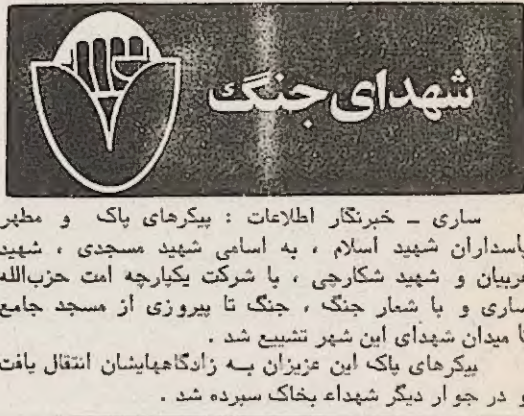 شهدای جنگ
ساری ـ خبرنگار اطلاعات : پیکرهای پاک و مطهر
پاسداران شهید اسلام ، به اسامی شهید مسجدی ، شهید
عریبان و شهید شکارچی ، با شرکت یکپارچه امت حزب‌الله
ساری و با شعار جنگ ، جنگ تا پیروزی از مسجد جامع
تا میدان شهدای این شهر تشییع شد .
پیکرهای پاک این عزیزان به زادگاههایشان انتقال یافت
و در جوار دیگر شهداء بخاک سپرده شد .